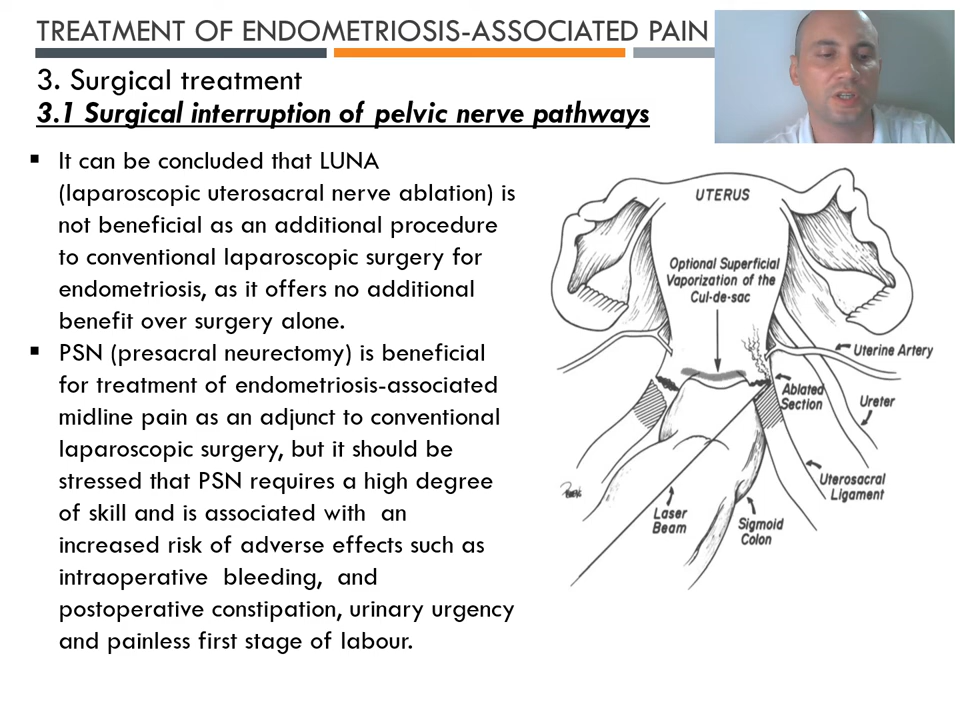 TREATMENT OF ENDOMETRIOSIS-ASSOCIATED PAIN
3. Surgical treatment
3.1 Surgical interruption of pelvic nerve pathways
▪ It can be concluded that LUNA
(laparoscopic uterosacral nerve ablation) is
not beneficial as an additional procedure
to conventional laparoscopic surgery for
endometriosis, as it offers no additional
benefit over surgery alone.
▪ PSN (presacral neurectomy) is beneficial
for treatment of endometriosis-associated
midline pain as an adjunct to conventional
laparoscopic surgery, but it should be
stressed that PSN requires a high degree
of skill and is associated with an
increased risk of adverse effects such as
intraoperative bleeding, and
postoperative constipation, urinary urgency
and painless first stage of labour.
UTERUS
Optional Superficial
Vaporization of the
Cul-de-sac
Uterine Artery
Ablated
Section
Ureter
Uterosacral
Ligament
Laser
Beam
Sigmoid
Colon